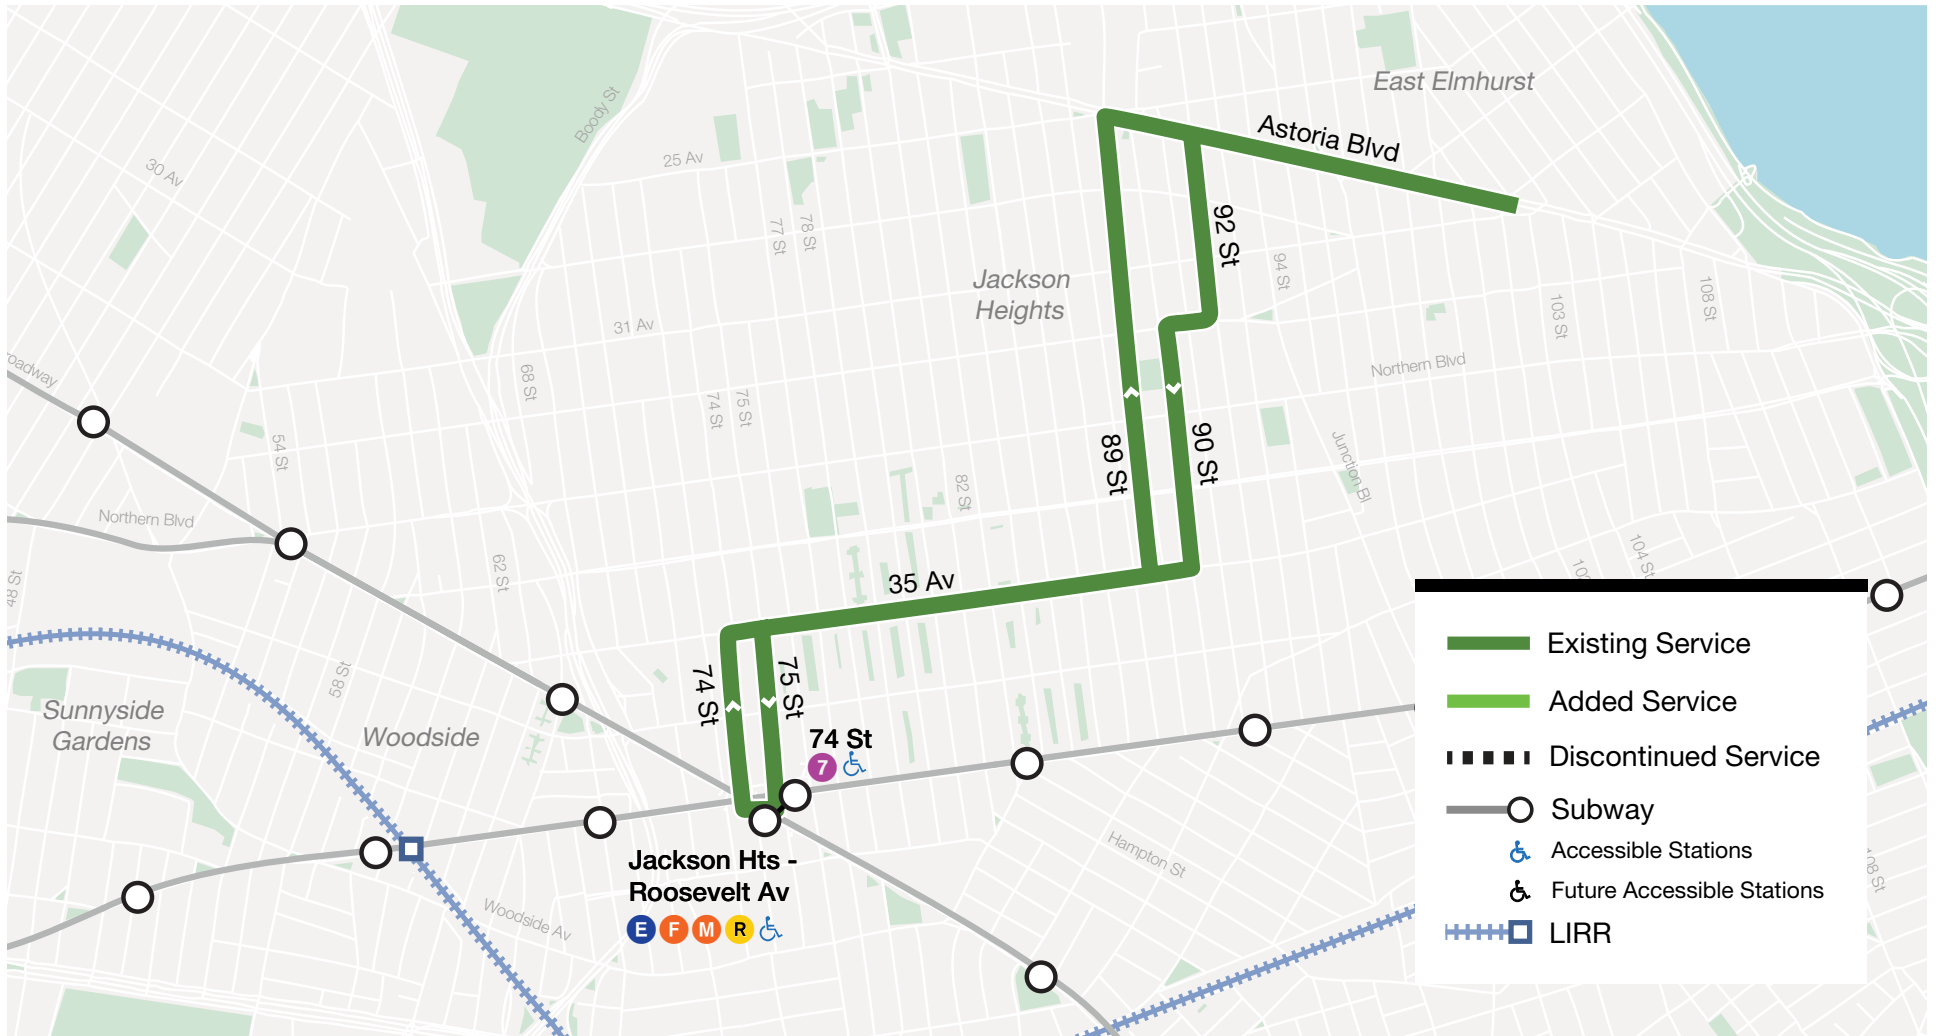 East Elmhurst
Astoria Blvd
Boody St
25 Av
30 Av
77 St
78 St
92 St
94 St
Jackson
Heights
103 St
108 St
31 Av
Northern Blvd
68 St
74 St
75 St
89 St
90 St
Junction Bl
54 St
82 St
Northern Blvd
62 St
104 St
48 St
35 Av
58 St
74 St
75 St
Sunnyside
Gardens
Woodside
74 St
7
Jackson Hts -
Roosevelt Av
E F M R
Woodside Av
Hampton St
108 St
Existing Service
Added Service
Discontinued Service
Subway
Accessible Stations
Future Accessible Stations
LIRR